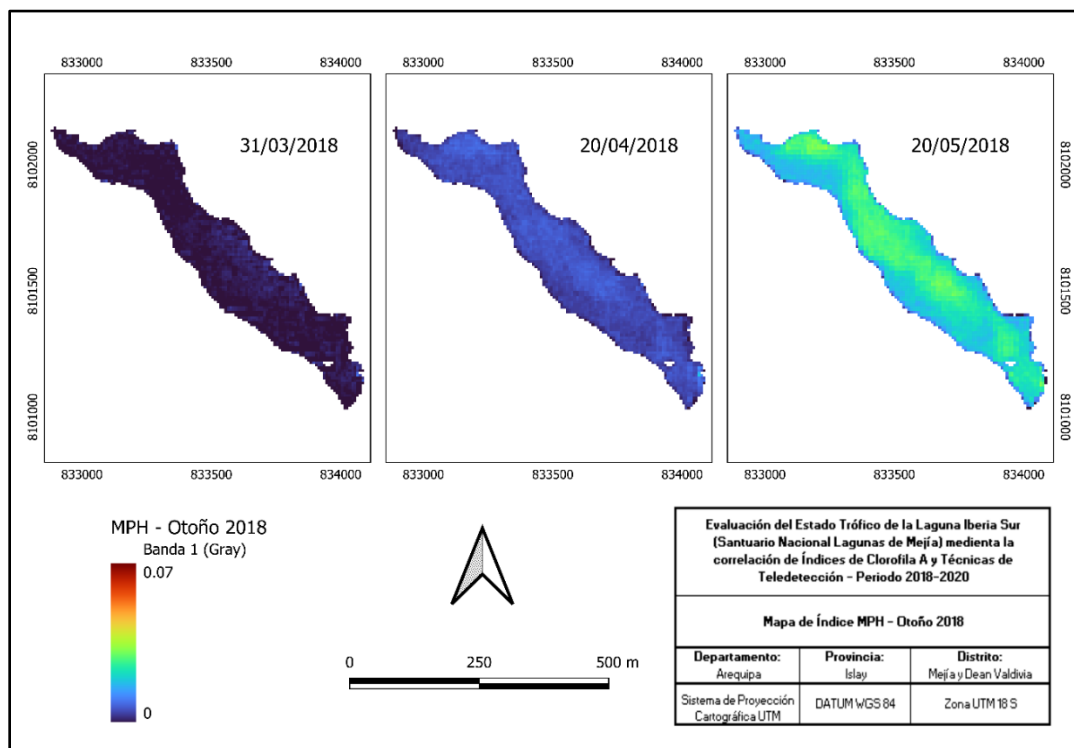 833000 833500 834000
833000 833500 834000
833000 833500 834000
31/03/2018
20/04/2018
20/05/2018
8102000
8101500
8101000
8102000
8101500
8101000
833000 833500 834000
833000 833500 834000
833000 833500 834000
MPH - Otoño 2018
Banda 1 (Gray)
0.07
0
0 250 500 m
Evaluación del Estado Trófico de la Laguna Iberia Sur
(Santuario Nacional Lagunas de Mejía) medienta la
correlación de Índices de Clorofila A y Técnicas de
Teledetección - Periodo 2018-2020
Mapa de Índice MPH - Otoño 2018
Departamento:
Arequipa
Provincia:
Islay
Distrito:
Mejía y Dean Valdivia
Sistema de Proyección
Cartográfica UTM
DATUM WGS 84
Zona UTM 18 S